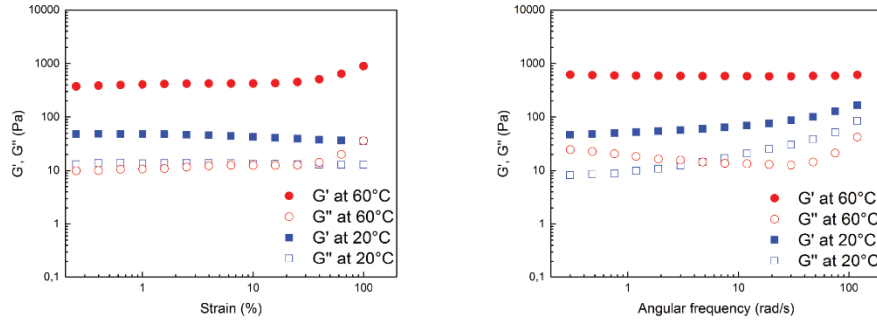 10000
1000
100
10
1
0,1
G', G'' (Pa)
G' at 60°C
G'' at 60°C
G' at 20°C
G'' at 20°C
1
10
100
Strain (%)
10000
1000
100
10
1
0,1
G', G'' (Pa)
G' at 60°C
G'' at 60°C
G' at 20°C
G'' at 20°C
1
10
100
Angular frequency (rad/s)